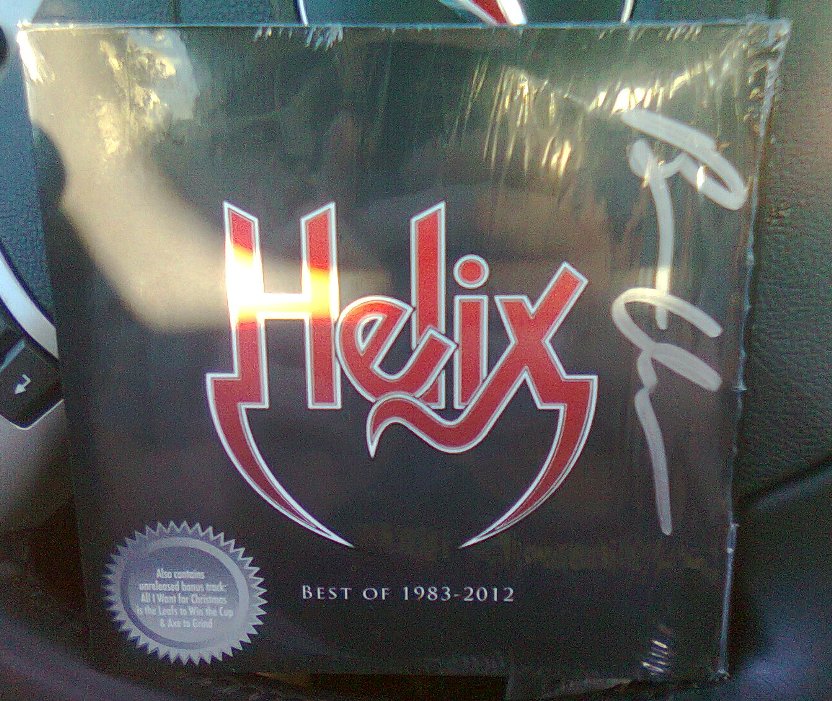 Helix
BEST OF 1983-2012
Also contains
unreleased bonus track:
All I Want for Christmas
is the Leafs to Win the Cup
& Axe to Grind